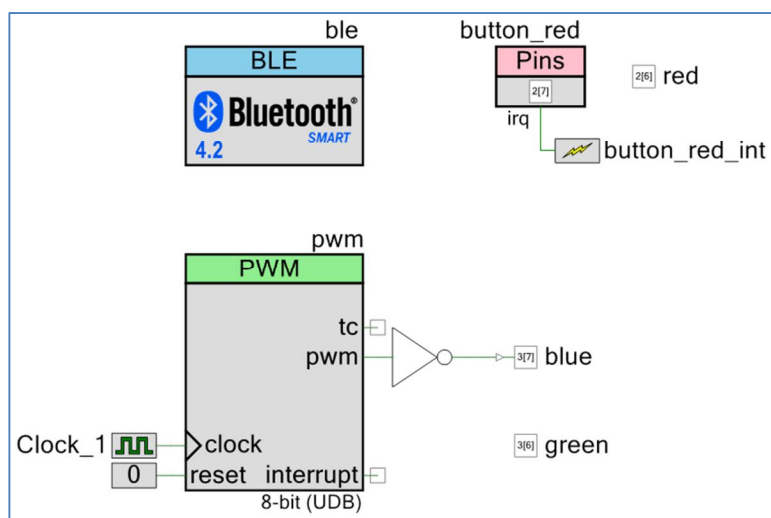 ble
BLE
Bluetooth®
SMART
4.2
button_red
Pins
2[7]
irq
button_red_int
2[6] red
pwm
PWM
tc
pwm
3[7] blue
Clock_1
clock
3[6] green
0
reset
interrupt
8-bit (UDB)